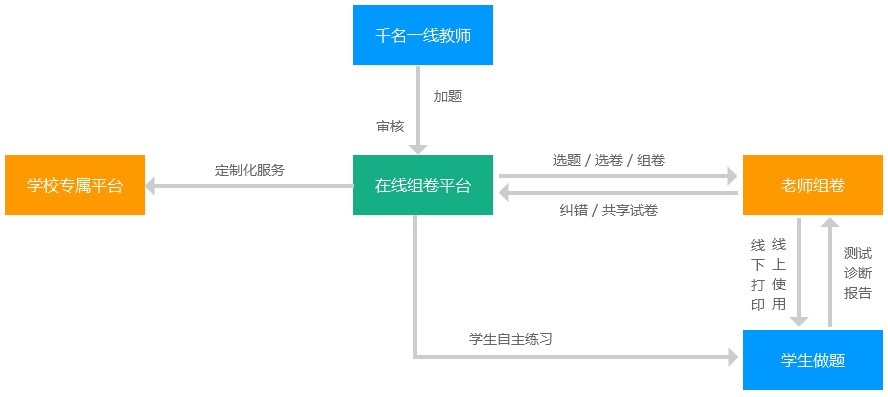 千名一线教师
加题
审核
定制化服务
选题 / 选卷 / 组卷
学校专属平台
在线组卷平台
老师组卷
纠错 / 共享试卷
线下打印
线上使用
测试
诊断
报告
学生自主练习
学生做题